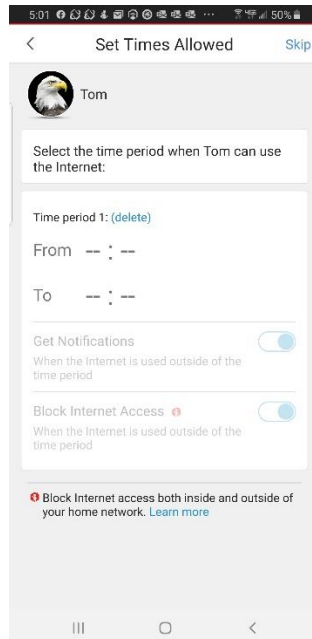 5:01 50%
Set Times Allowed Skip
Tom
Select the time period when Tom can use
the Internet:
Time period 1: (delete)
From -- : --
To -- : --
Get Notifications
When the Internet is used outside of the
time period
Block Internet Access
When the Internet is used outside of the
time period
Block Internet access both inside and outside of
your home network. Learn more